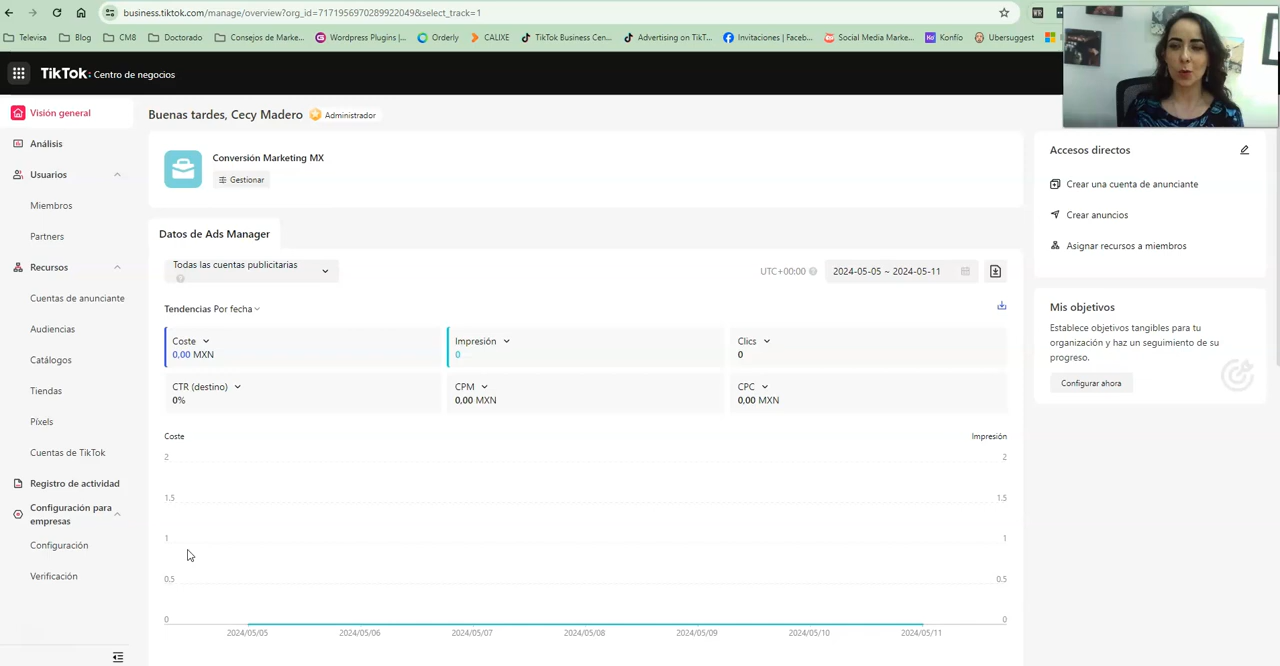 business.tiktok.com/manage/overview?org_id=7171956970289922049&select_track=1
Televisa
Blog
CM8
Doctorado
Consejos de Marke...
Wordpress Plugins |...
Orderly
CALIXE
TikTok Business Cen...
Advertising on TikT...
Invitaciones | Faceb...
Social Media Marke...
Konfío
Ubersuggest
TikTok: Centro de negocios
Visión general
Análisis
Usuarios
Miembros
Partners
Recursos
Cuentas de anunciante
Audiencias
Catálogos
Tiendas
Píxels
Cuentas de TikTok
Registro de actividad
Configuración para
empresas
Configuración
Verificación
Buenas tardes, Cecy Madero
Administrador
Conversión Marketing MX
Gestionar
Datos de Ads Manager
Todas las cuentas publicitarias
UTC+00:00
2024-05-05 ~ 2024-05-11
Tendencias Por fecha
Coste
0,00 MXN
Impresión
0
Clics
0
CTR (destino)
0%
CPM
0,00 MXN
CPC
0,00 MXN
Coste
Impresión
2
2
1.5
1.5
1
1
0.5
0.5
0
0
2024/05/05
2024/05/06
2024/05/07
2024/05/08
2024/05/09
2024/05/10
2024/05/11
Accesos directos
Crear una cuenta de anunciante
Crear anuncios
Asignar recursos a miembros
Mis objetivos
Establece objetivos tangibles para tu
organización y haz un seguimiento de su
progreso.
Configurar ahora